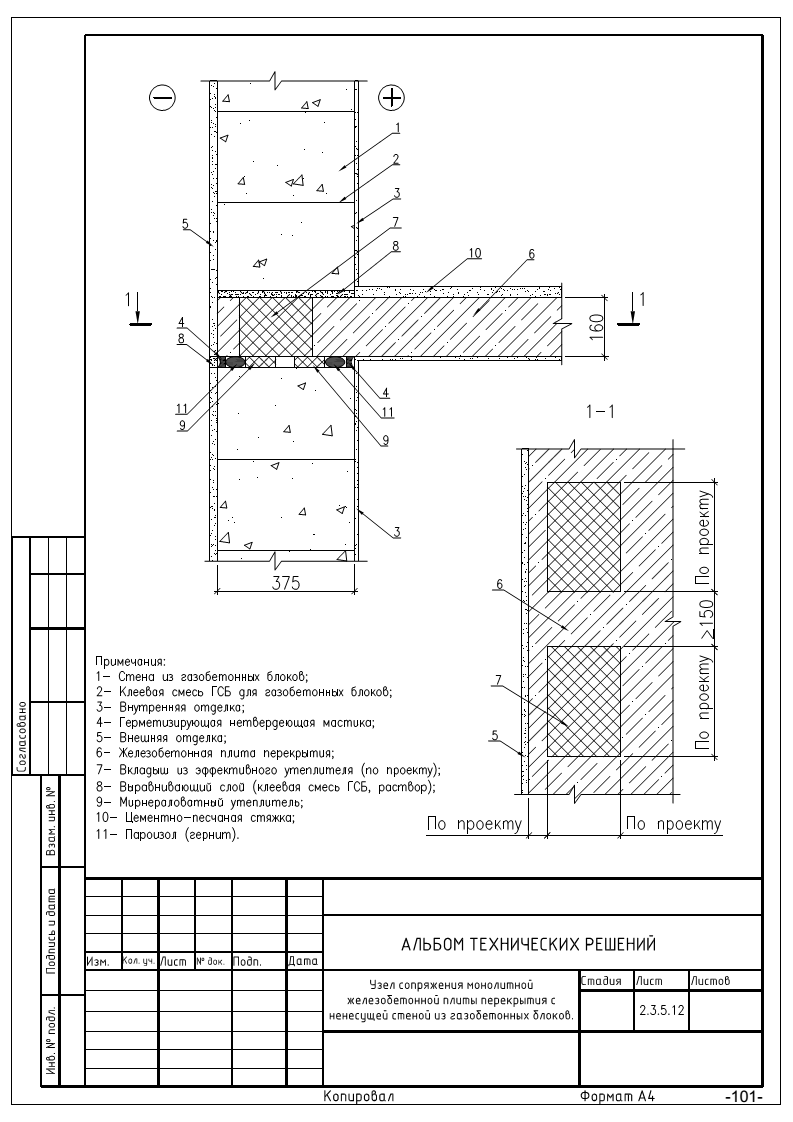 1
2
3
5
7
8
10
6
1
1
4
8
160
11
9
4
11
9
1-1
3
375
По проекту
≥150
По проекту
6
7
5
По проекту
По проекту
Примечания:
1- Стена из газобетонных блоков;
2- Клеевая смесь ГСБ для газобетонных блоков;
3- Внутренняя отделка;
4- Герметизирующая нетвердеющая мастика;
5- Внешняя отделка;
6- Железобетонная плита перекрытия;
7- Вкладыш из эффективного утеплителя (по проекту);
8- Выравнивающий слой (клеевая смесь ГСБ, раствор);
9- Мирнераловатный утеплитель;
10- Цементно-песчаная стяжка;
11- Пароизол (гернит).
Согласовано
Взам. инв. №
Подпись и дата
Инв. № подл.
Изм. Кол. уч. Лист № док. Подп. Дата
АЛЬБОМ ТЕХНИЧЕСКИХ РЕШЕНИЙ
Узел сопряжения монолитной
железобетонной плиты перекрытия с
ненесущей стеной из газобетонных блоков.
Стадия Лист Листов
2.3.5.12
Копировал Формат А4 -101-